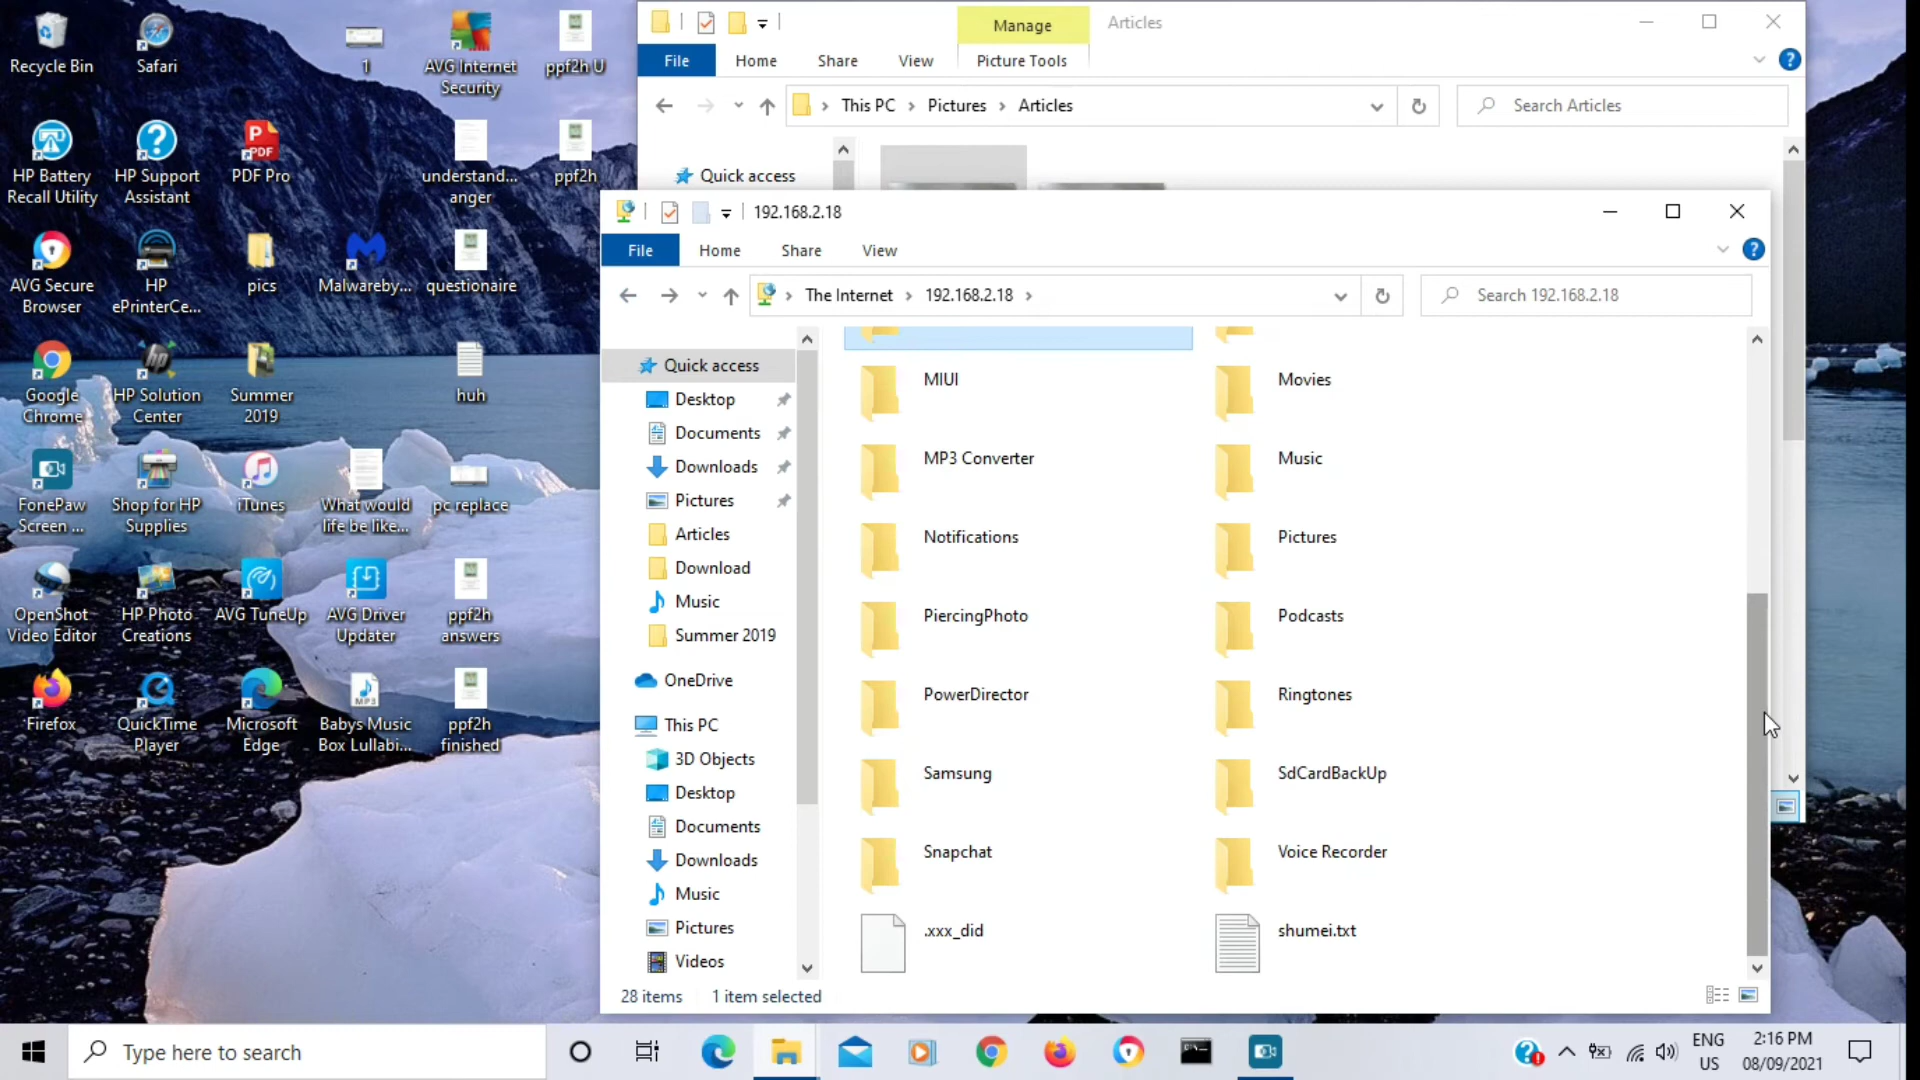 Recycle Bin
Safari
1
AVG Internet
Security
ppf2h U
HP Battery
Recall Utility
HP Support
Assistant
PDF
PDF Pro
understand...
anger
ppf2h
AVG Secure
Browser
HP
ePrinterCe...
pics
Malwareby...
questionaire
Google
Chrome
HP Solution
Center
Summer
2019
huh
FonePaw
Screen ...
Shop for HP
Supplies
iTunes
What would
life be like...
pc replace
OpenShot
Video Editor
HP Photo
Creations
AVG TuneUp
AVG Driver
Updater
ppf2h
answers
Firefox
QuickTime
Player
Microsoft
Edge
MP3
Babys Music
Box Lullabi...
ppf2h
finished
Manage
Articles
File
Home
Share
View
Picture Tools
This PC
Pictures
Articles
Search Articles
Quick access
192.168.2.18
File
Home
Share
View
The Internet
192.168.2.18
Search 192.168.2.18
Quick access
Desktop
Documents
Downloads
Pictures
Articles
Download
Music
Summer 2019
OneDrive
This PC
3D Objects
Desktop
Documents
Downloads
Music
Pictures
Videos
MIUI
Movies
MP3 Converter
Music
Notifications
Pictures
PiercingPhoto
Podcasts
PowerDirector
Ringtones
Samsung
SdCardBackUp
Snapchat
Voice Recorder
.xxx_did
shumei.txt
28 items
1 item selected
Type here to search
ENG
US
2:16 PM
08/09/2021